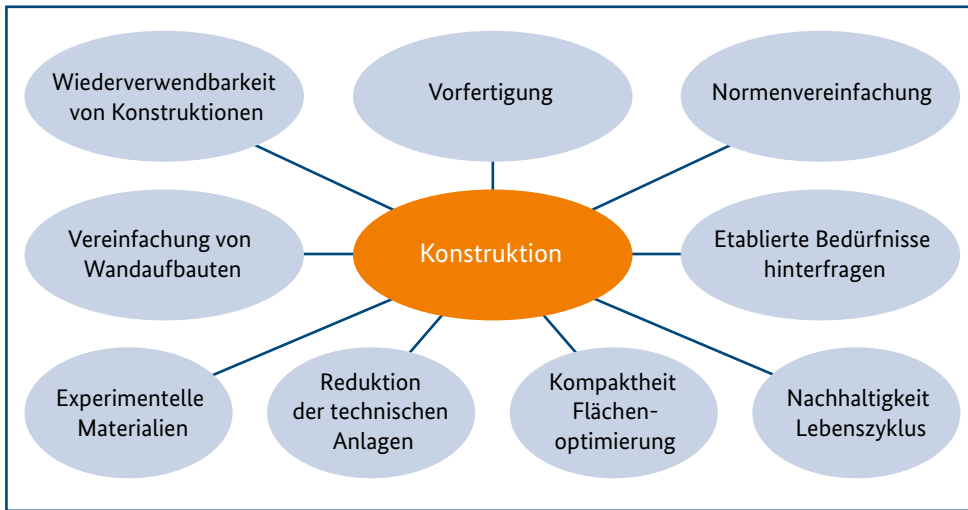 Wiederverwendbarkeit
von Konstruktionen
Vorfertigung
Normenvereinfachung
Vereinfachung von
Wandaufbauten
Konstruktion
Etablierte Bedürfnisse
hinterfragen
Experimentelle
Materialien
Reduktion
der technischen
Anlagen
Kompaktheit
Flächen-
optimierung
Nachhaltigkeit
Lebenszyklus